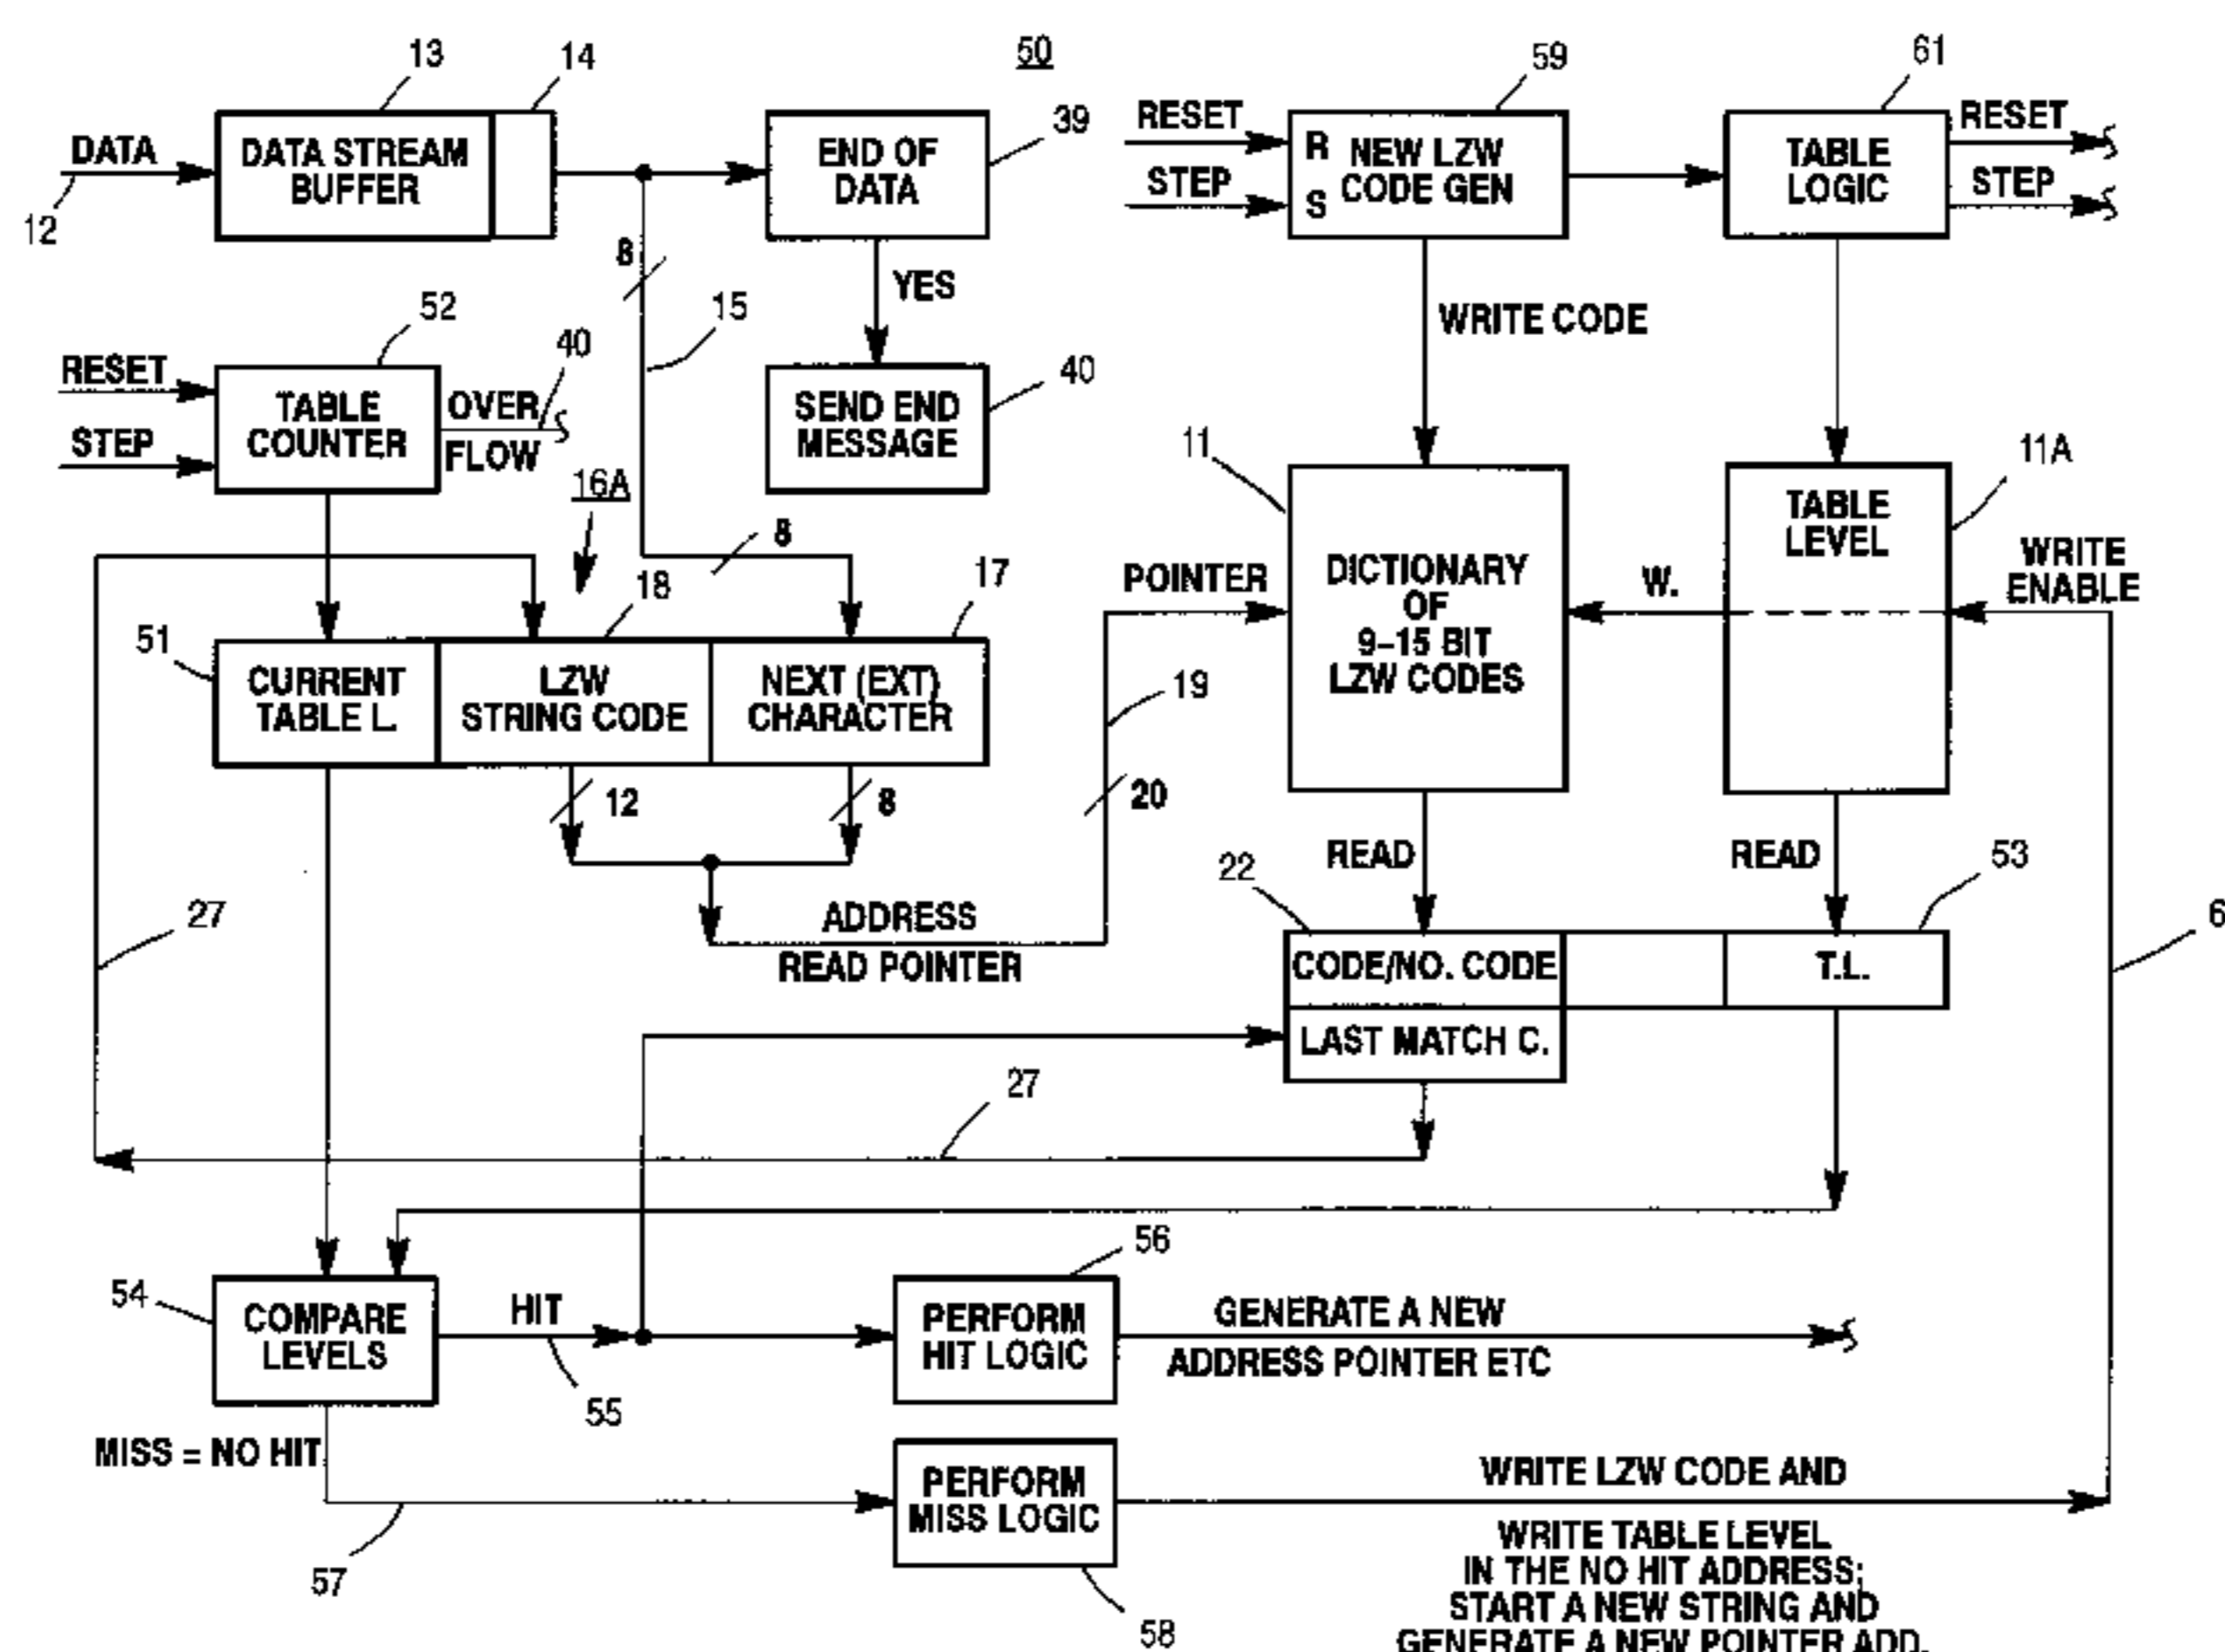 13
14
50
59
61
DATA
12
DATA STREAM
BUFFER
END OF
DATA
39
RESET
STEP
R
S
NEW LZW
CODE GEN
TABLE
LOGIC
RESET
STEP
8
15
YES
WRITE CODE
52
40
RESET
STEP
TABLE
COUNTER
OVER
FLOW
SEND END
MESSAGE
40
16A
8
11
11A
TABLE
LEVEL
DICTIONARY
OF
9-15 BIT
LZW CODES
POINTER
W.
WRITE
ENABLE
51
18
17
CURRENT
TABLE L.
LZW
STRING CODE
NEXT (EXT)
CHARACTER
12
8
19
20
READ
READ
22
53
27
ADDRESS
READ POINTER
CODE/NO. CODE
T.L.
6
LAST MATCH C.
27
54
COMPARE
LEVELS
HIT
55
56
PERFORM
HIT LOGIC
GENERATE A NEW
ADDRESS POINTER ETC
MISS = NO HIT
57
PERFORM
MISS LOGIC
58
WRITE LZW CODE AND
WRITE TABLE LEVEL
IN THE NO HIT ADDRESS;
START A NEW STRING AND
GENERATE A NEW POINTER ADD.